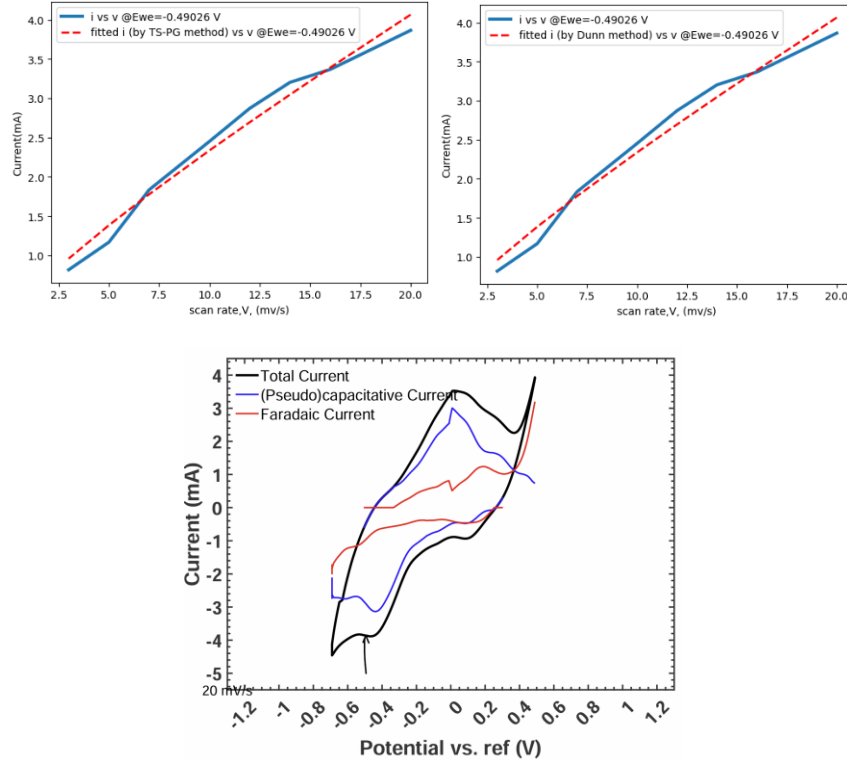 i vs v @Ewe=-0.49026 V
fitted i (by TS-PG method) vs v @Ewe=-0.49026 V
4.0
3.5
3.0
2.5
2.0
1.5
1.0
Current(mA)
2.5 5.0 7.5 10.0 12.5 15.0 17.5 20.0
scan rate,V, (mv/s)
i vs v @Ewe=-0.49026 V
fitted i (by Dunn method) vs v @Ewe=-0.49026 V
4.0
3.5
3.0
2.5
2.0
1.5
1.0
Current(mA)
2.5 5.0 7.5 10.0 12.5 15.0 17.5 20.0
scan rate,V, (mv/s)
Total Current
(Pseudo)capacitative Current
Faradaic Current
4
3
2
1
0
-1
-2
-3
-4
-5
Current (mA)
20 mV/s
-1.2 -1 -0.8 -0.6 -0.4 -0.2 0 0.2 0.4 0.6 0.8 1 1.2
Potential vs. ref (V)